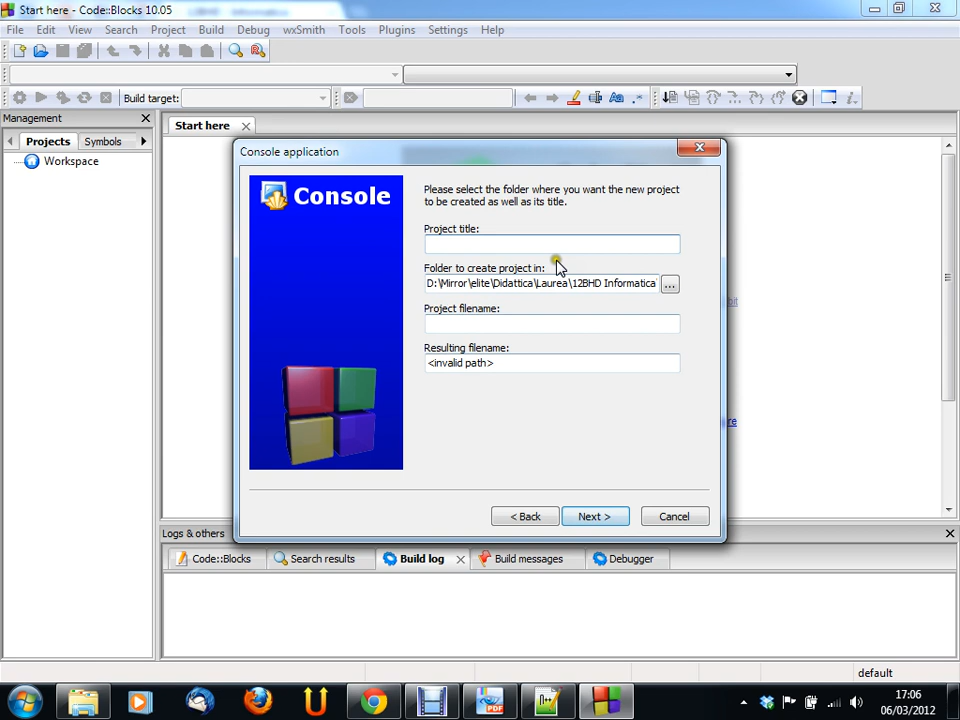 Start here - Code::Blocks 10.05
File Edit View Search Project Build Debug wxSmith Tools Plugins Settings Help
Build target:
Management
Projects Symbols
Start here
Workspace
Console application
Console
Please select the folder where you want the new project
to be created as well as its title.
Project title:
Folder to create project in:
D:\Mirror\elite\Didattica\Laurea\12BHD Informatica
...
Project filename:
Resulting filename:
<invalid path>
< Back Next > Cancel
Logs & others
Code::Blocks Search results Build log Build messages Debugger
default
17:06
06/03/2012